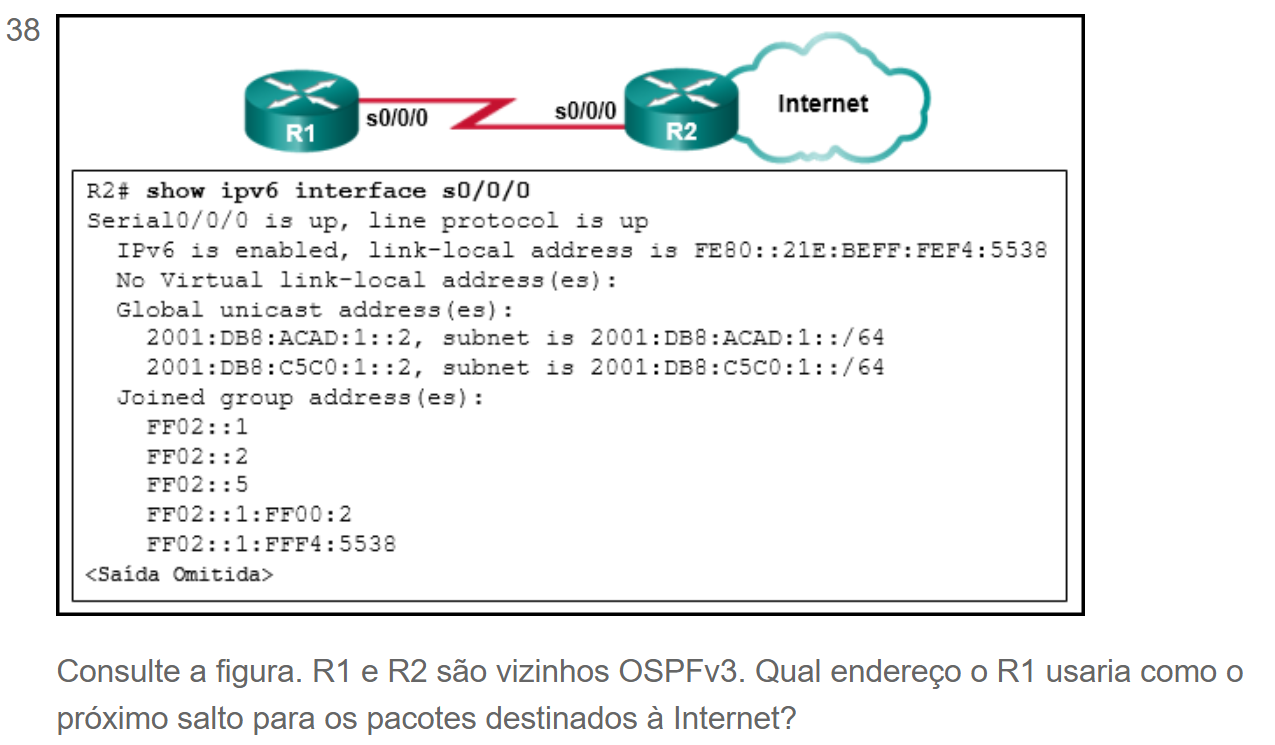 38
Internet
s0/0/0
s0/0/0
R1
R2
R2# show ipv6 interface s0/0/0
Serial0/0/0 is up, line protocol is up
IPv6 is enabled, link-local address is FE80::21E:BEFF:FEF4:5538
No Virtual link-local address(es):
Global unicast address(es):
2001:DB8:ACAD:1::2, subnet is 2001:DB8:ACAD:1::/64
2001:DB8:C5C0:1::2, subnet is 2001:DB8:C5C0:1::/64
Joined group address(es):
FF02::1
FF02::2
FF02::5
FF02::1:FF00:2
FF02::1:FFF4:5538
<Saída Omitida>
Consulte a figura. R1 e R2 são vizinhos OSPFv3. Qual endereço o R1 usaria como o
próximo salto para os pacotes destinados à Internet?